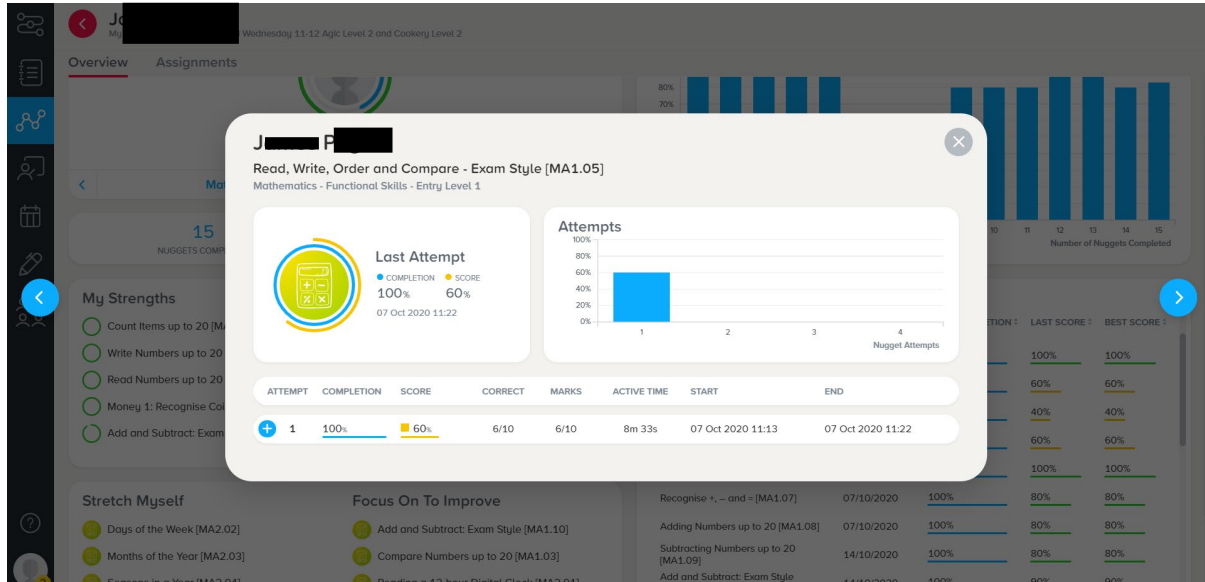 Wednesday 11-12 Agic Level 2 and Cookery Level 2
Overview Assignments
80%
70%
Read, Write, Order and Compare - Exam Style [MA1.05]
Mathematics - Functional Skills - Entry Level 1
Last Attempt
COMPLETION SCORE
100% 60%
07 Oct 2020 11:22
Attempts
100%
80%
60%
40%
20%
0%
1 2 3 4
Nugget Attempts
ATTEMPT COMPLETION SCORE CORRECT MARKS ACTIVE TIME START END
1 100% 60% 6/10 6/10 8m 33s 07 Oct 2020 11:13 07 Oct 2020 11:22
15
NUGGETS
10 11 12 13 14 15
Number of Nuggets Completed
My Strengths
Count Items up to 20
Write Numbers up to 20
Read Numbers up to 20
Money 1: Recognise
Add and Subtract: Exam
LAST SCORE BEST SCORE
100% 100%
60% 60%
40% 40%
60% 60%
100% 100%
Stretch Myself
Days of the Week [MA2.02]
Months of the Year [MA2.03]
Focus On To Improve
Add and Subtract: Exam Style [MA1.10]
Compare Numbers up to 20 [MA1.03]
Recognise +, – and = [MA1.07] 07/10/2020 100% 80% 80%
Adding Numbers up to 20 [MA1.08] 07/10/2020 100% 80% 80%
Subtracting Numbers up to 20
[MA1.09] 14/10/2020 100% 80% 80%
Add and Subtract: Exam Style